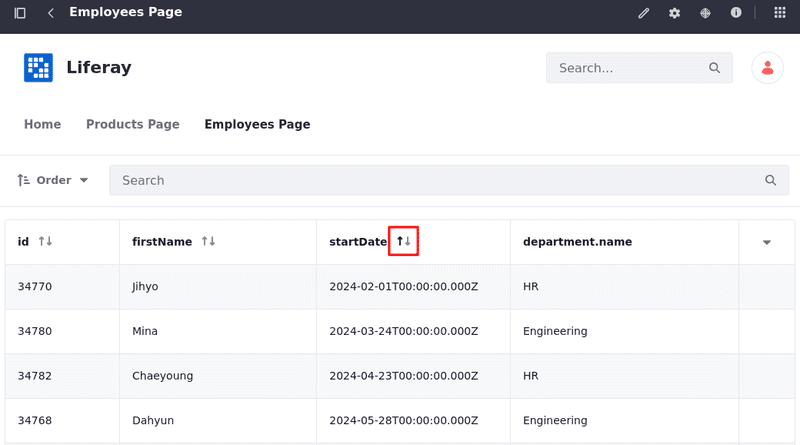 Employees Page
Liferay
Search...
Home Products Page Employees Page
Order Search
id firstName startDate department.name
34770 Jihyo 2024-02-01T00:00:00.000Z HR
34780 Mina 2024-03-24T00:00:00.000Z Engineering
34782 Chaeyoung 2024-04-23T00:00:00.000Z HR
34768 Dahyun 2024-05-28T00:00:00.000Z Engineering